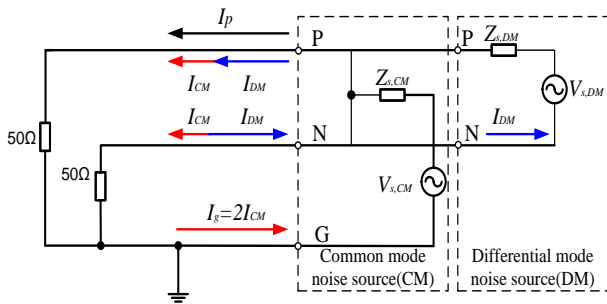 Ip
P
P
Zs,DM
ICM
IDM
Zs,CM
Vs,DM
ICM
IDM
N
N
IDM
50Ω
50Ω
Vs,CM
Ig=2ICM
G
Common mode
noise source(CM)
Differential mode
noise source(DM)